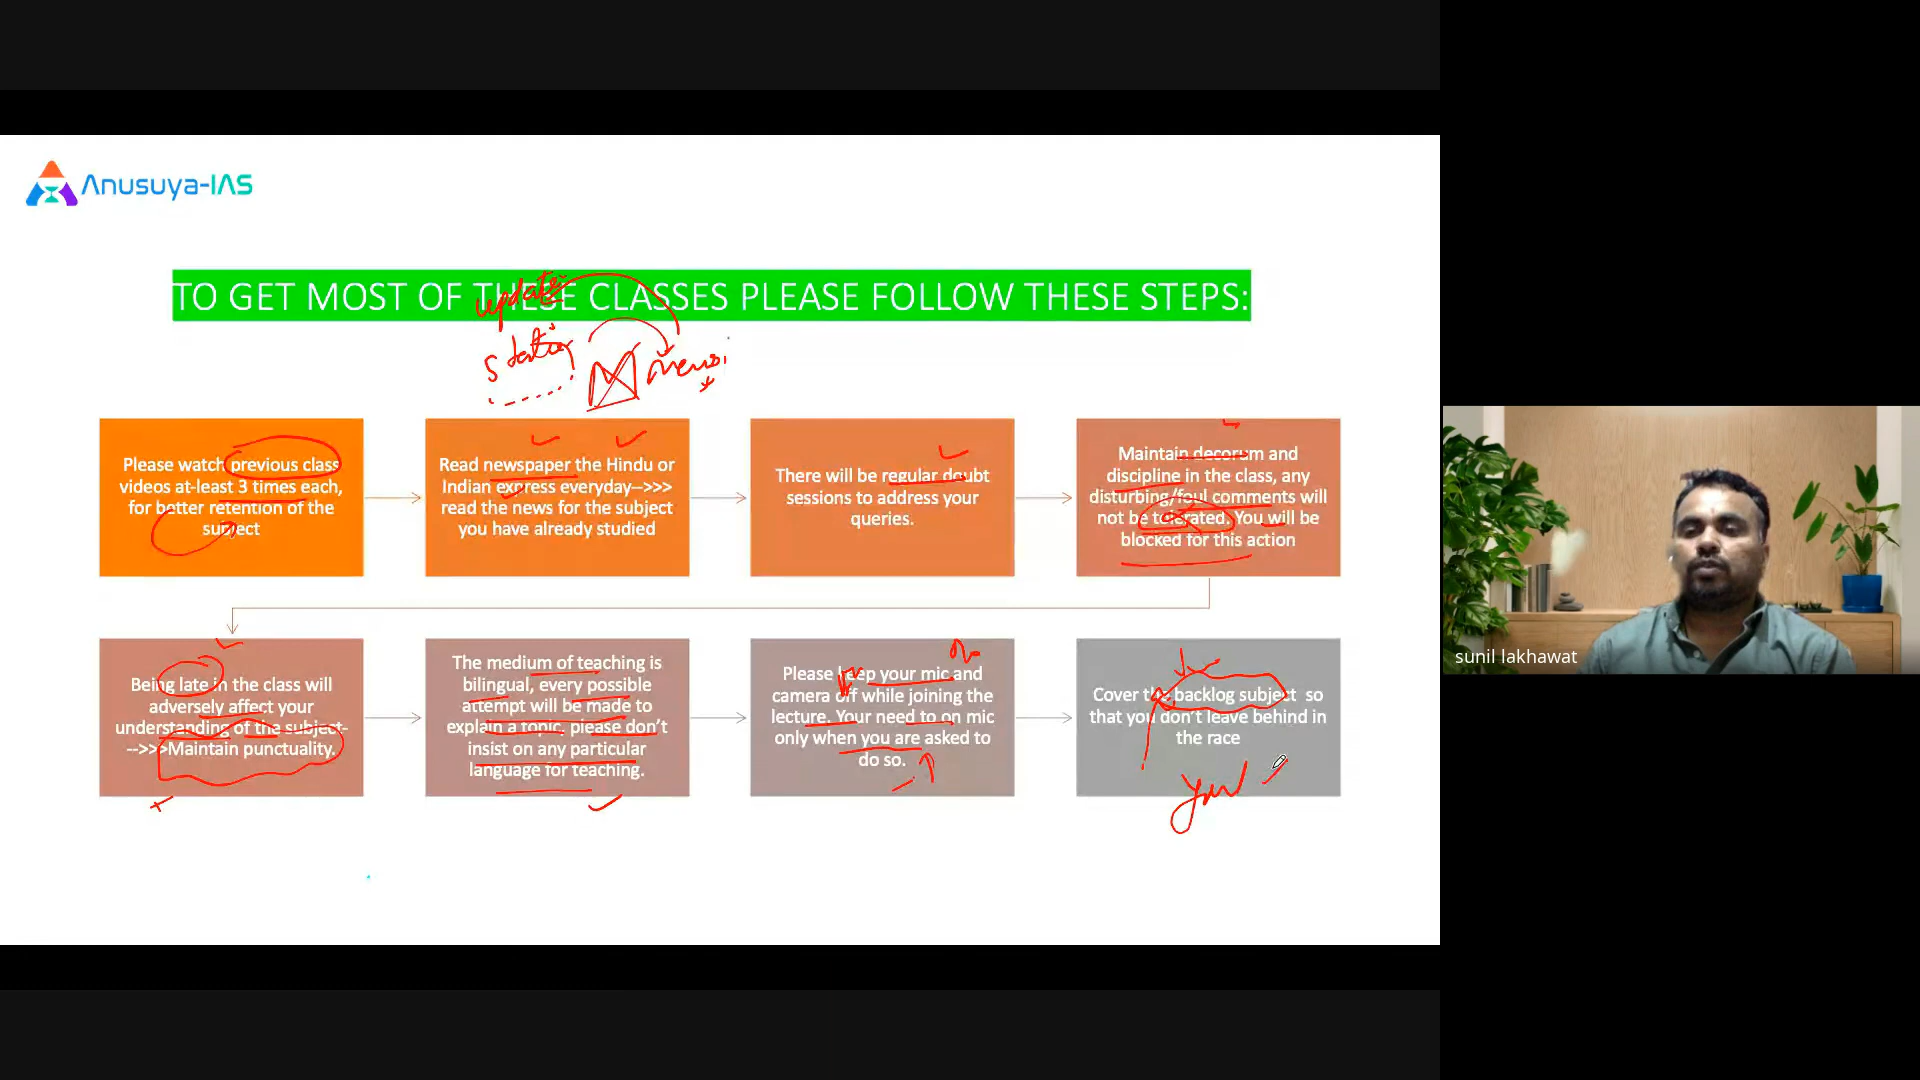 Anusuya-IAS
TO GET MOST OF THESE CLASSES PLEASE FOLLOW THESE STEPS:
update
static
news
Please watch previous class
videos at-least 3 times each,
for better retention of the
subject
Read newspaper the Hindu or
Indian express everyday-->>>
read the news for the subject
you have already studied
There will be regular doubt
sessions to address your
queries.
Maintain decorum and
discipline in the class, any
disturbing/foul comments will
not be tolerated. You will be
blocked for this action
Being late in the class will
adversely affect your
understanding of the subject-
-->>>Maintain punctuality.
The medium of teaching is
bilingual, every possible
attempt will be made to
explain a topic, please don't
insist on any particular
language for teaching.
Please keep your mic and
camera off while joining the
lecture. Your need to on mic
only when you are asked to
do so.
Cover the backlog subject so
that you don't leave behind in
the race
sunil lakhawat